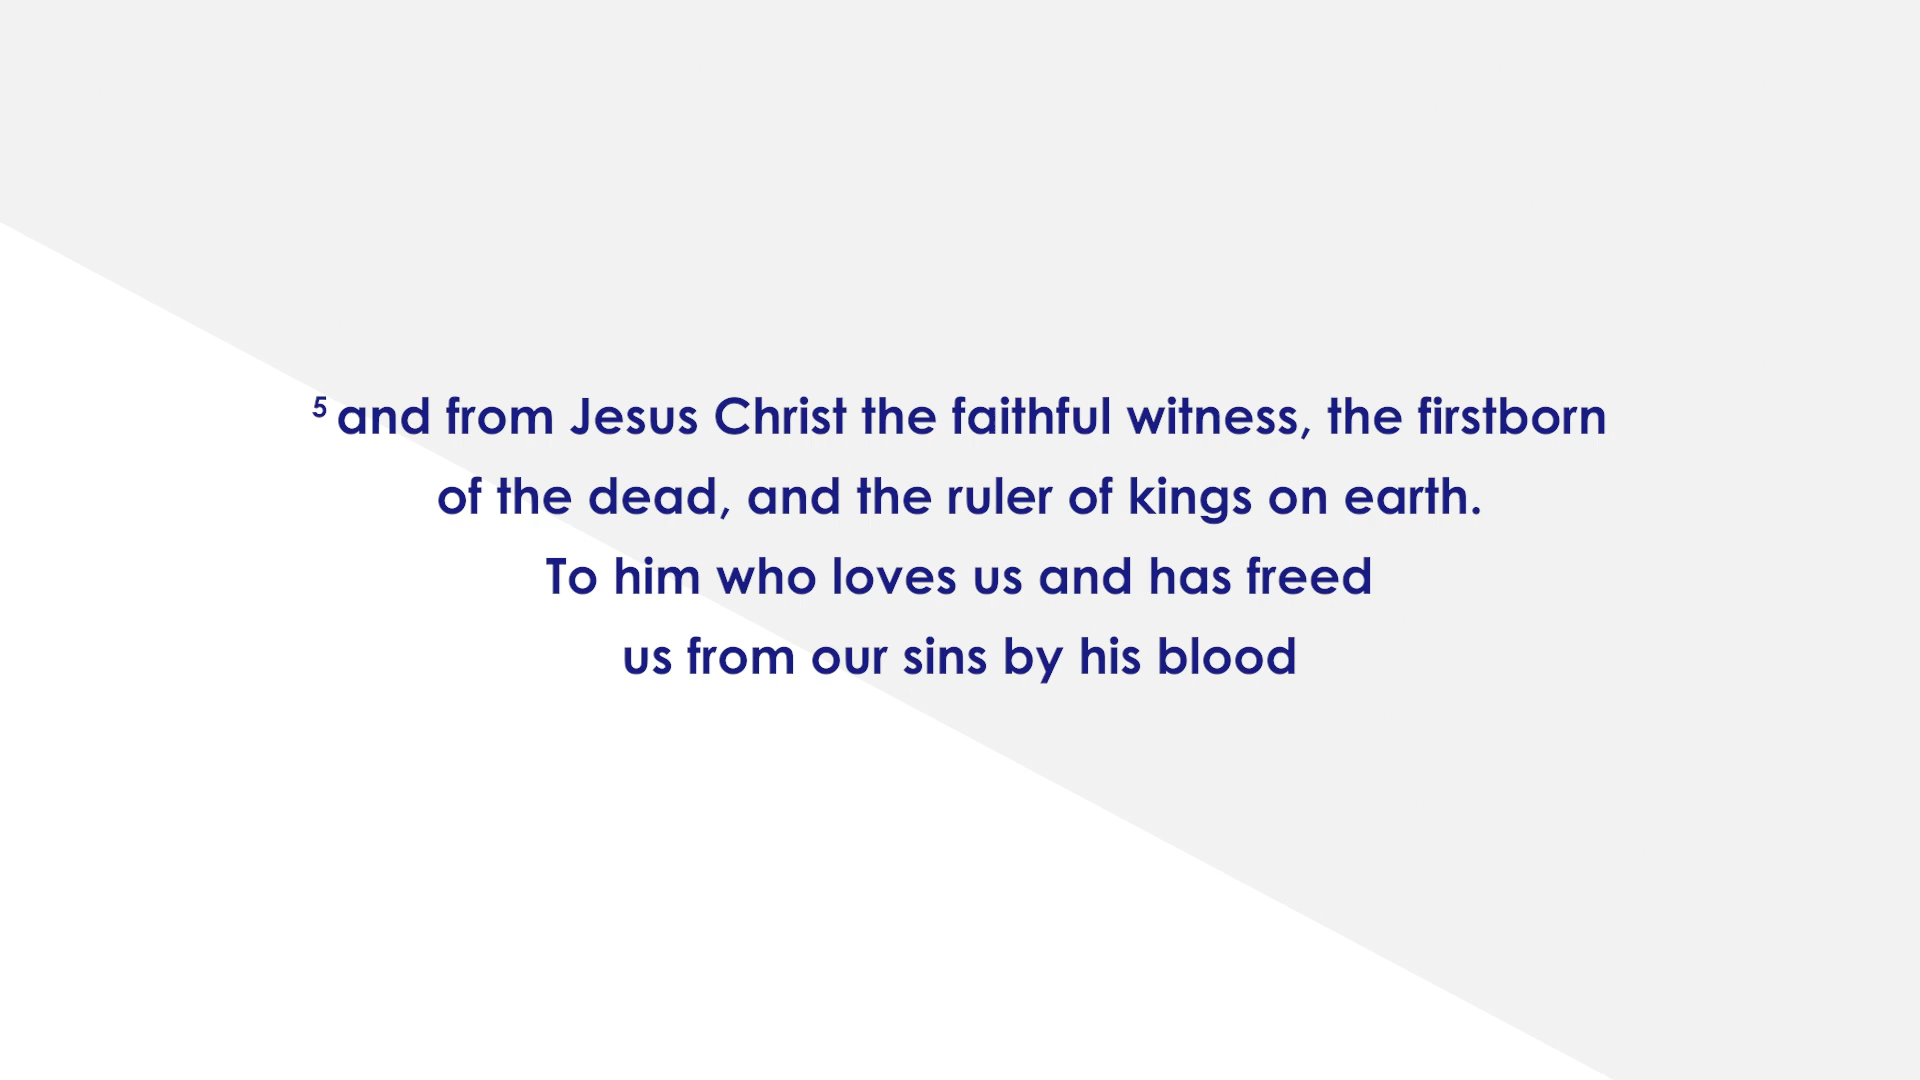 5 and from Jesus Christ the faithful witness, the firstborn
of the dead, and the ruler of kings on earth.
To him who loves us and has freed
us from our sins by his blood